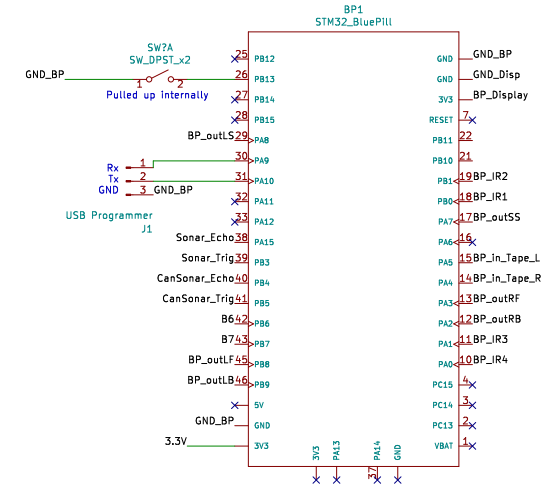 BP1
STM32_BluePill
SW?A
SW_DPST_x2
GND_BP
1
2
Pulled up internally
25 PB12
26 PB13
27 PB14
28 PB15
BP_outLS 29 PA8
30 PA9
31 PA10
32 PA11
33 PA12
Sonar_Echo 38 PA15
Sonar_Trig 39 PB3
CanSonar_Echo 40 PB4
CanSonar_Trig 41 PB5
B6 42 PB6
B7 43 PB7
BP_outLF 45 PB8
BP_outLB 46 PB9
5V
GND_BP GND
3.3V 3V3
Rx 1
Tx 2
GND 3 GND_BP
USB Programmer
J1
GND GND_BP
GND GND_Disp
3V3 BP_Display
RESET 7
PB11 22
PB10 21
PB1 19 BP_IR2
PB0 18 BP_IR1
PA7 17 BP_outSS
PA6 16
PA5 15 BP_in_Tape_L
PA4 14 BP_in_Tape_R
PA3 13 BP_outRF
PA2 12 BP_outRB
PA1 11 BP_IR3
PA0 10 BP_IR4
PC15 4
PC14 3
PC13 2
VBAT 1
3V3
PA13
PA14
37
GND